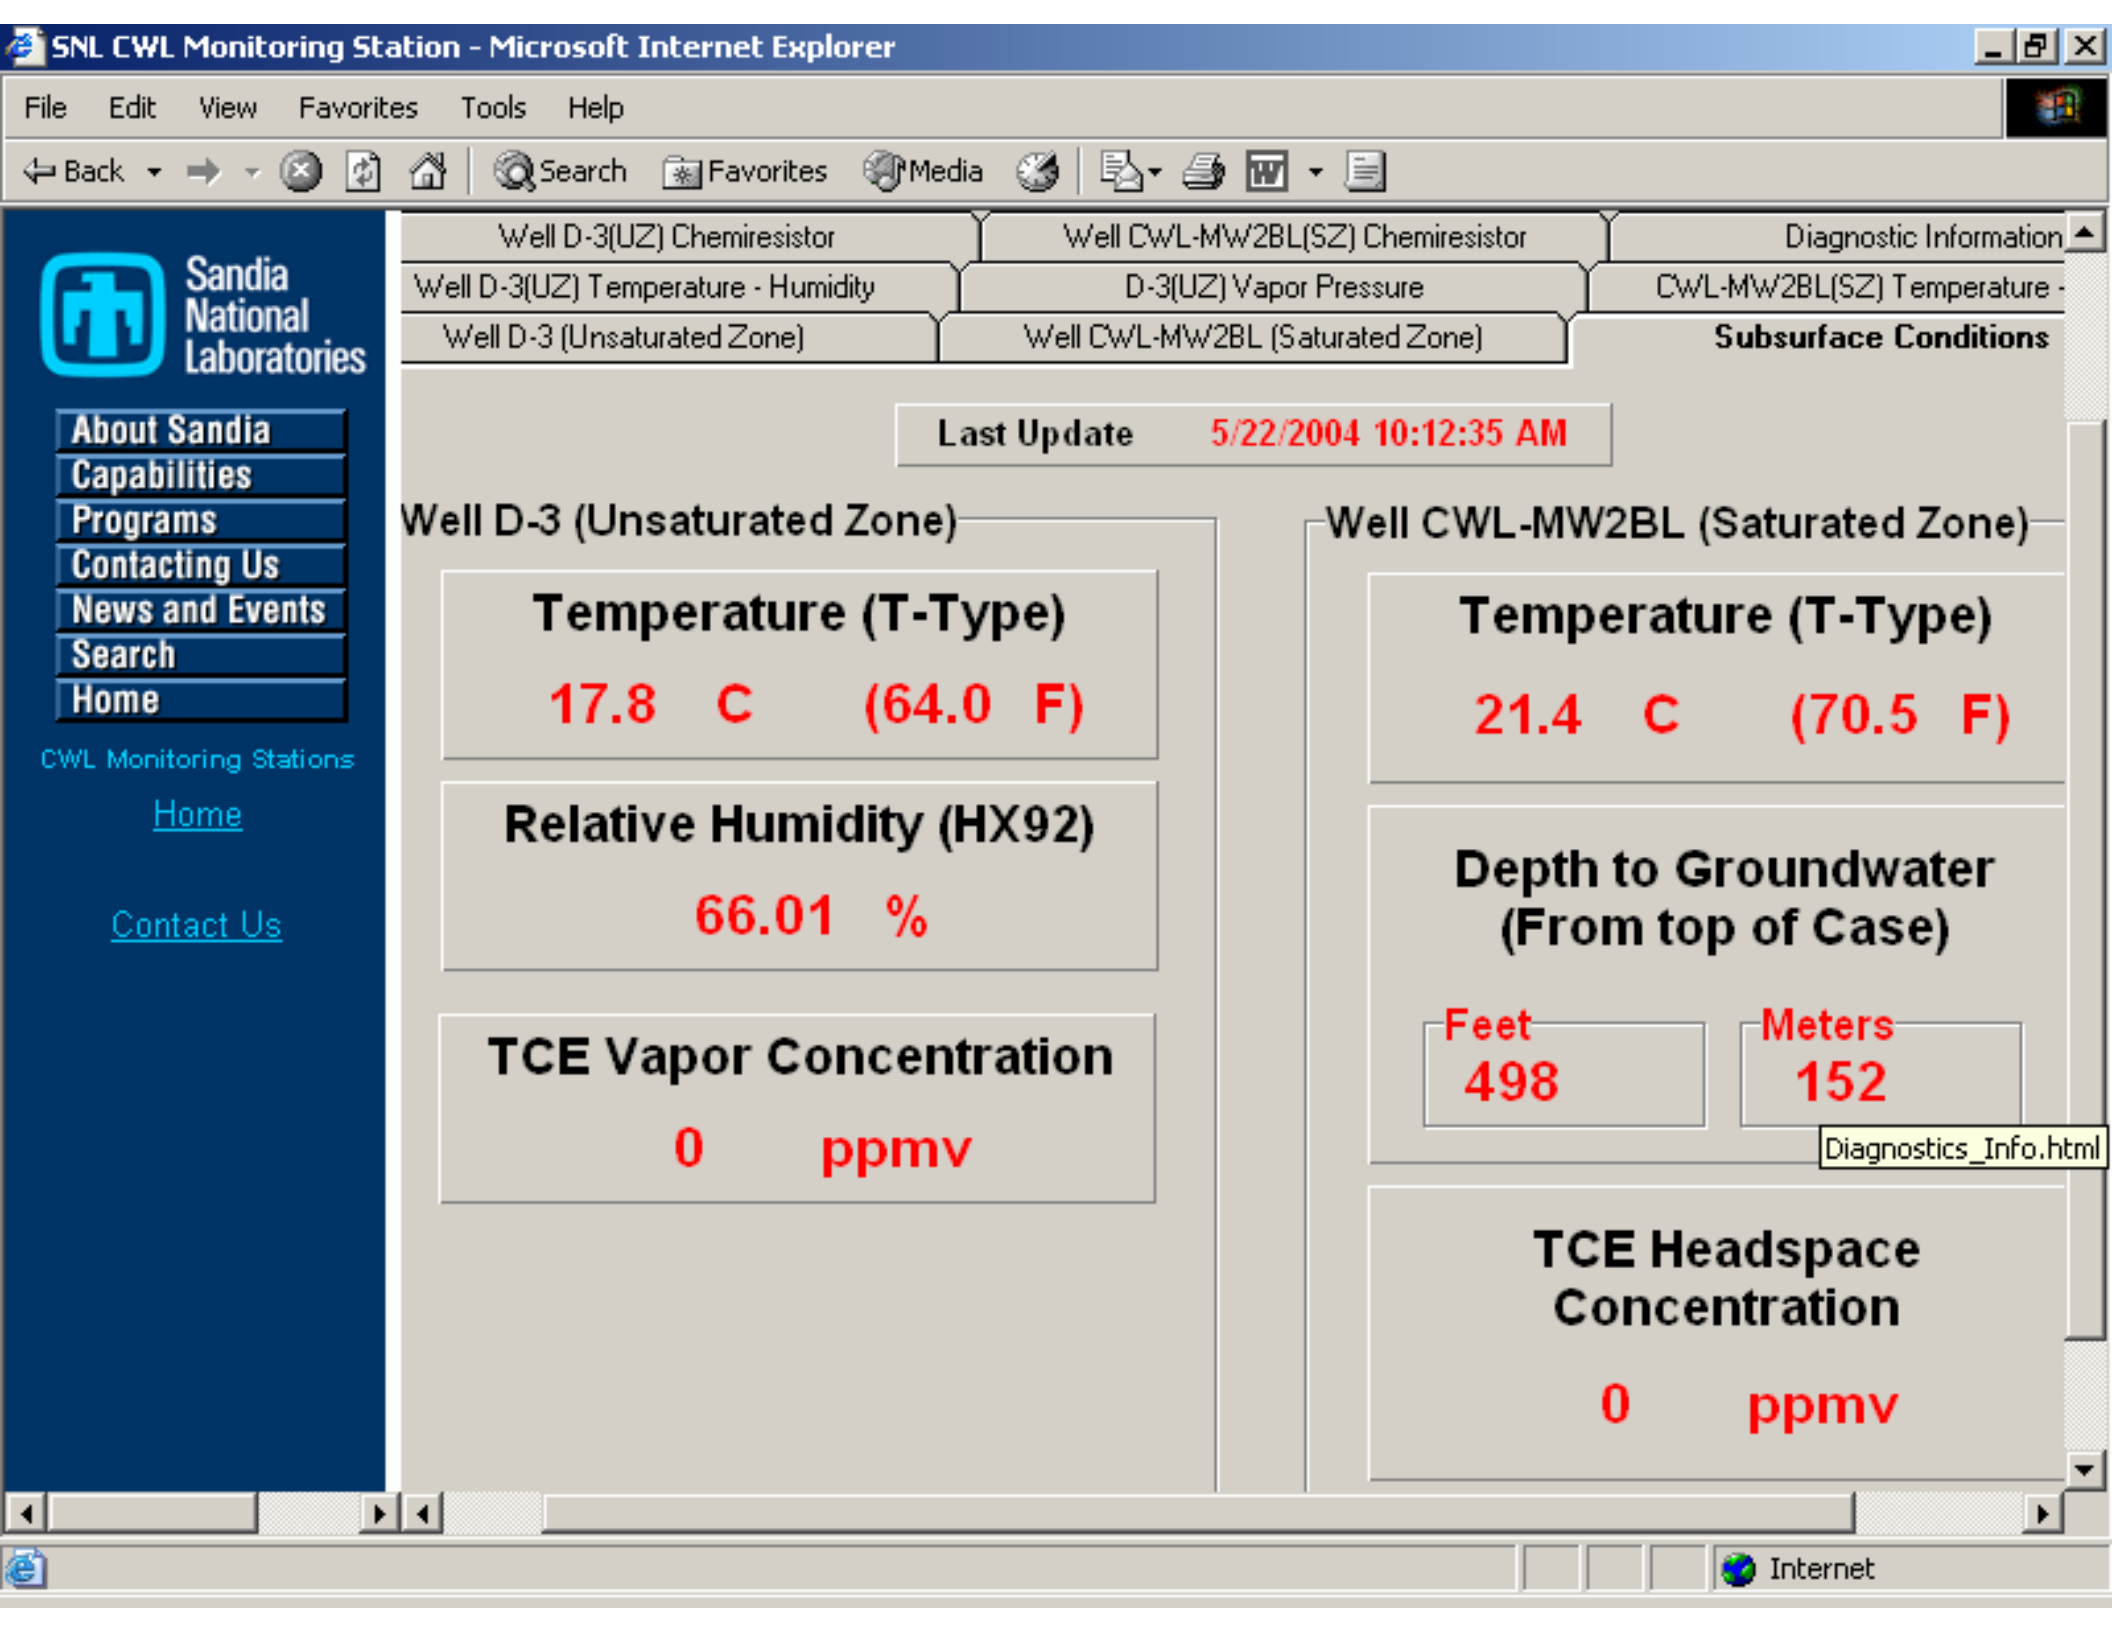 SNL CWL Monitoring Station - Microsoft Internet Explorer
File Edit View Favorites Tools Help
Back Search Favorites Media
Sandia
National
Laboratories
About Sandia
Capabilities
Programs
Contacting Us
News and Events
Search
Home
CWL Monitoring Stations
Home
Contact Us
Well D-3(UZ) Chemiresistor Well CWL-MW2BL(SZ) Chemiresistor Diagnostic Information
Well D-3(UZ) Temperature - Humidity D-3(UZ) Vapor Pressure CWL-MW2BL(SZ) Temperature -
Well D-3 (Unsaturated Zone) Well CWL-MW2BL (Saturated Zone) Subsurface Conditions
Last Update 5/22/2004 10:12:35 AM
Well D-3 (Unsaturated Zone)
Temperature (T-Type)
17.8 C (64.0 F)
Relative Humidity (HX92)
66.01 %
TCE Vapor Concentration
0 ppmv
Well CWL-MW2BL (Saturated Zone)
Temperature (T-Type)
21.4 C (70.5 F)
Depth to Groundwater
(From top of Case)
Feet Meters
498 152
Diagnostics_Info.html
TCE Headspace
Concentration
0 ppmv
Internet